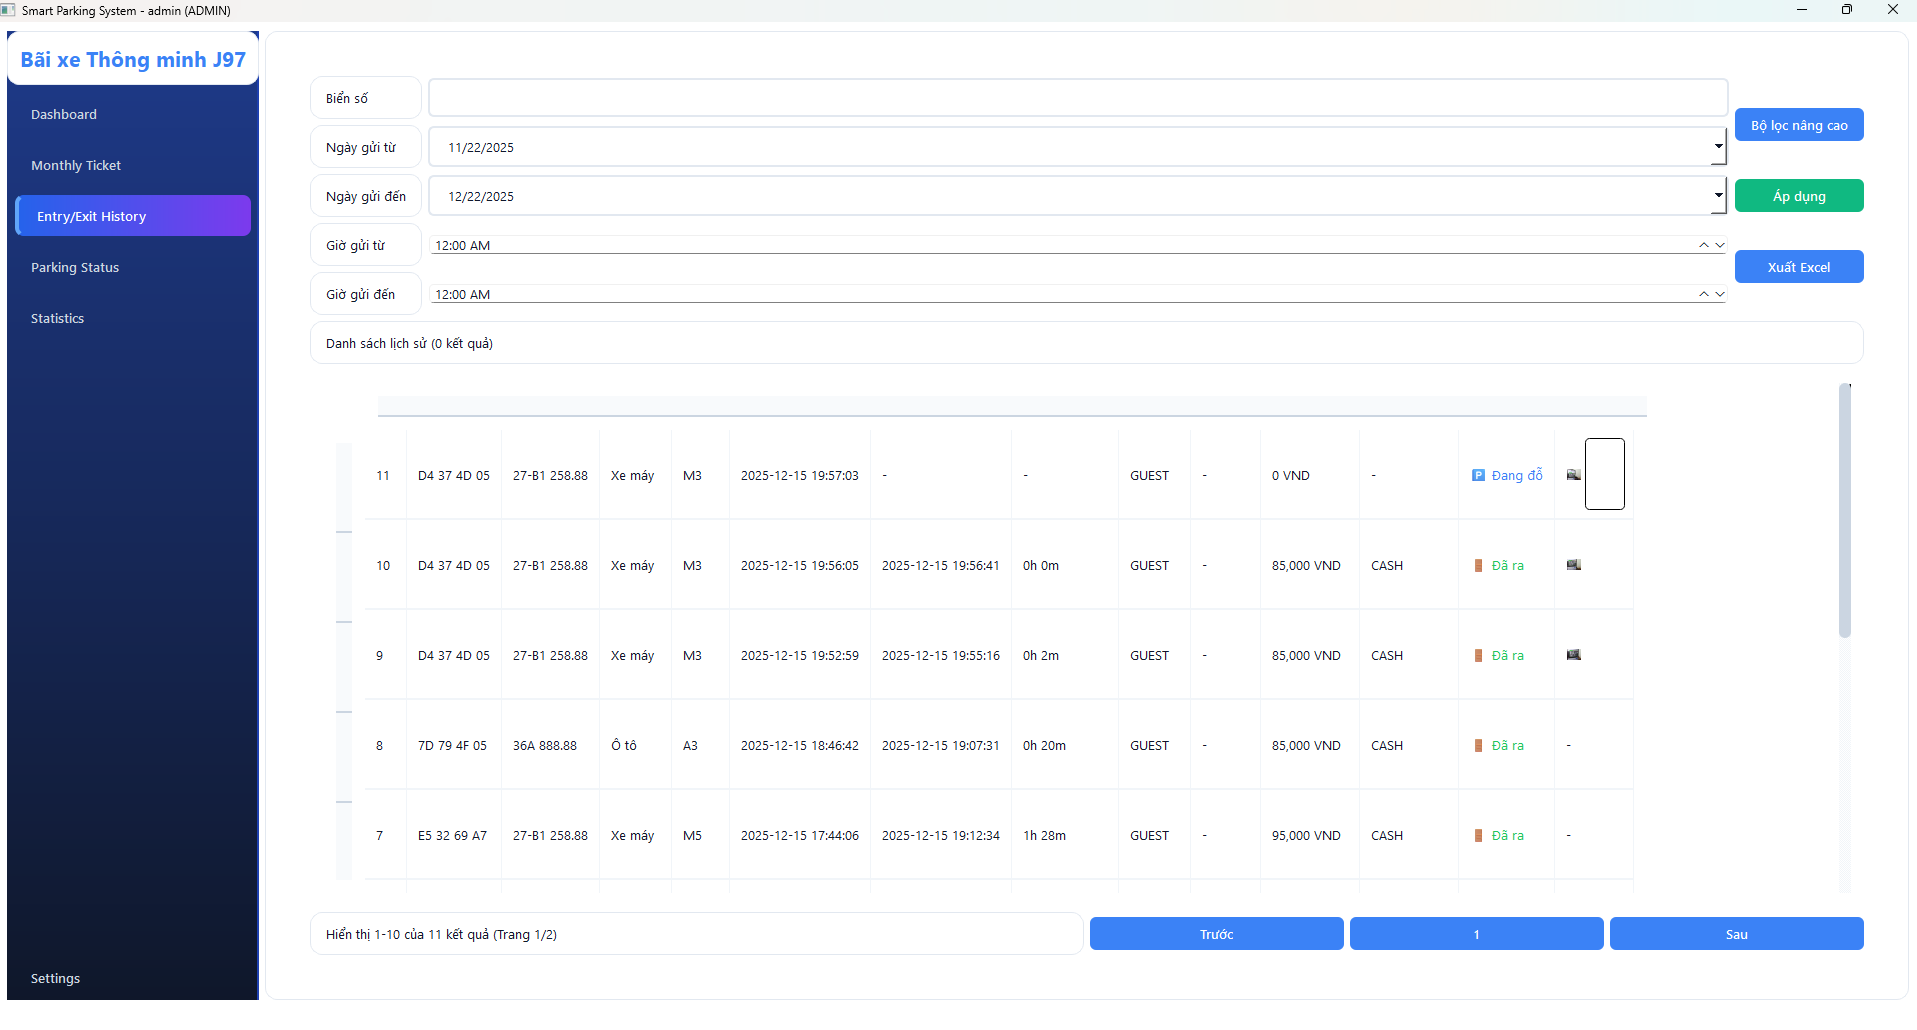 Smart Parking System - admin (ADMIN)
Bãi xe Thông minh J97
Dashboard
Monthly Ticket
Entry/Exit History
Parking Status
Statistics
Settings
Biển số
Bộ lọc nâng cao
Ngày gửi từ 11/22/2025
Ngày gửi đến 12/22/2025
Áp dụng
Giờ gửi từ 12:00 AM
Xuất Excel
Giờ gửi đến 12:00 AM
Danh sách lịch sử (0 kết quả)
11 D4 37 4D 05 27-B1 258.88 Xe máy M3 2025-12-15 19:57:03 - - GUEST - 0 VND - P Đang đỗ
10 D4 37 4D 05 27-B1 258.88 Xe máy M3 2025-12-15 19:56:05 2025-12-15 19:56:41 0h 0m GUEST - 85,000 VND CASH Đã ra
9 D4 37 4D 05 27-B1 258.88 Xe máy M3 2025-12-15 19:52:59 2025-12-15 19:55:16 0h 2m GUEST - 85,000 VND CASH Đã ra
8 7D 79 4F 05 36A 888.88 Ô tô A3 2025-12-15 18:46:42 2025-12-15 19:07:31 0h 20m GUEST - 85,000 VND CASH Đã ra -
7 E5 32 69 A7 27-B1 258.88 Xe máy M5 2025-12-15 17:44:06 2025-12-15 19:12:34 1h 28m GUEST - 95,000 VND CASH Đã ra -
Hiển thị 1-10 của 11 kết quả (Trang 1/2)
Trước
1
Sau